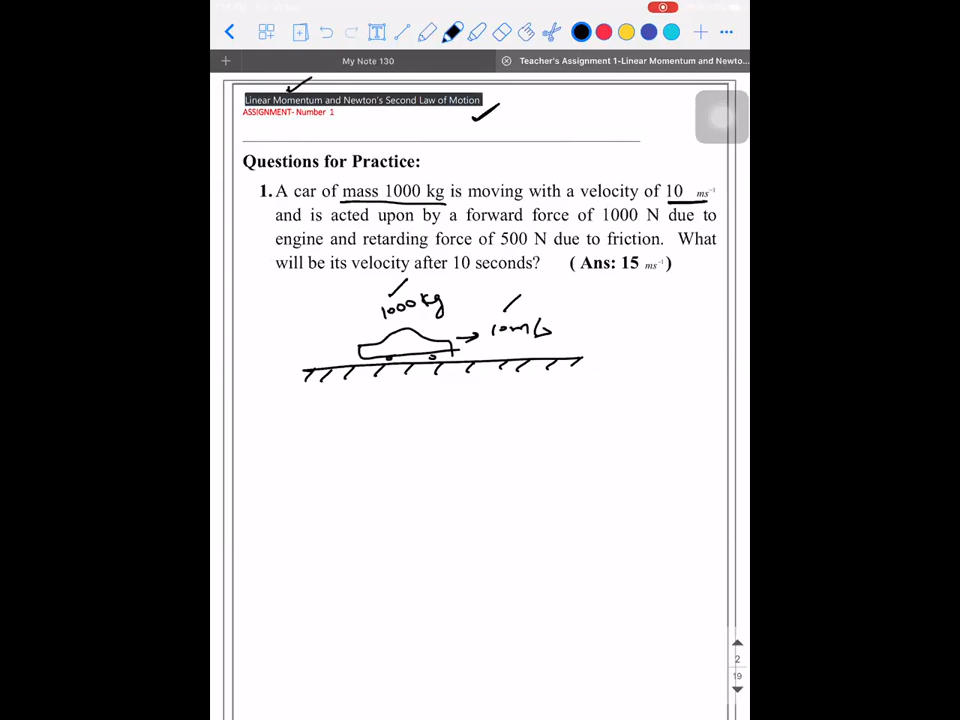 My Note 130
Teacher's Assignment 1-Linear Momentum and Newto...
Linear Momentum and Newton's Second Law of Motion
ASSIGNMENT- Number 1
Questions for Practice:
1. A car of mass 1000 kg is moving with a velocity of 10 ms⁻¹
and is acted upon by a forward force of 1000 N due to
engine and retarding force of 500 N due to friction. What
will be its velocity after 10 seconds? ( Ans: 15 ms⁻¹ )
1000 kg
10 m/s
2
19